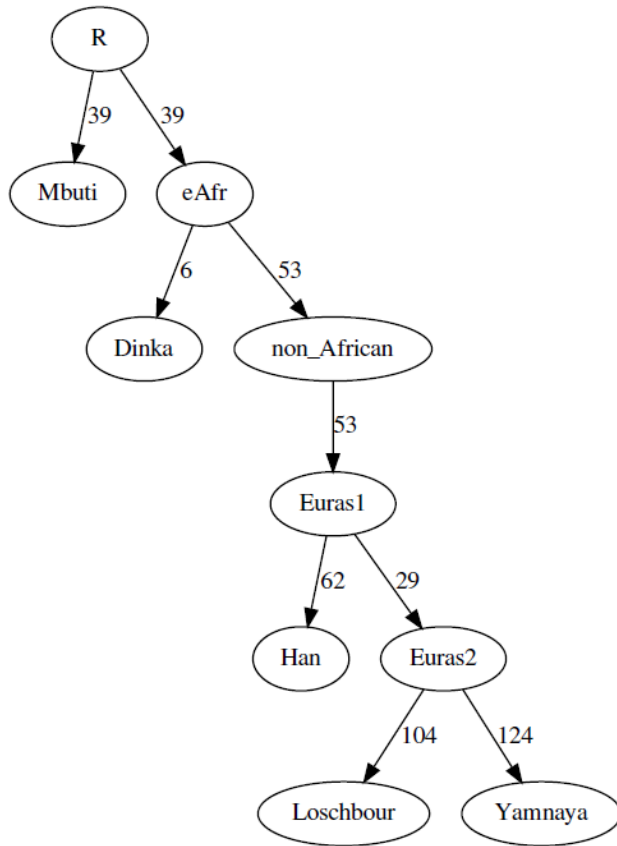 R
39
39
Mbuti
eAfr
6
53
Dinka
non_African
53
Euras1
62
29
Han
Euras2
104
124
Loschbour
Yamnaya